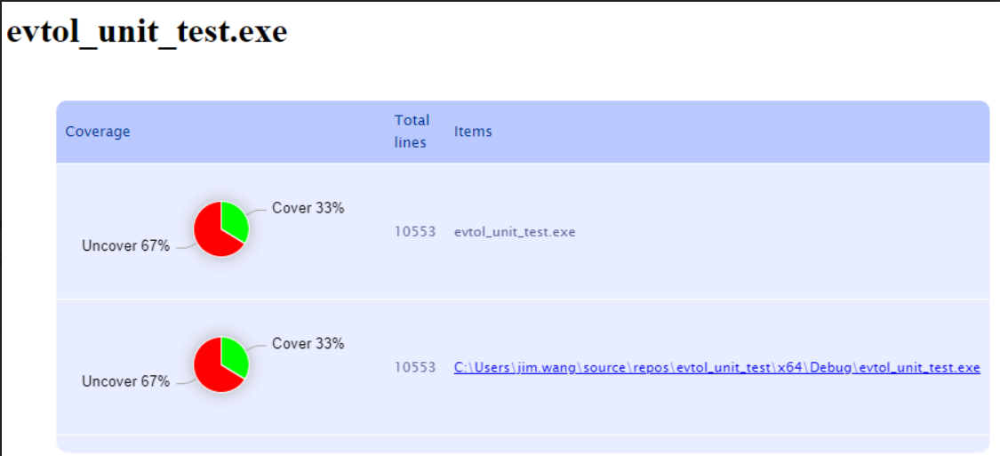 evtol_unit_test.exe
Coverage
Total
lines
Items
Cover 33%
Uncover 67%
10553
evtol_unit_test.exe
Cover 33%
Uncover 67%
10553
C:\Users\jim.wang\source\repos\evtol_unit_test\x64\Debug\evtol_unit_test.exe